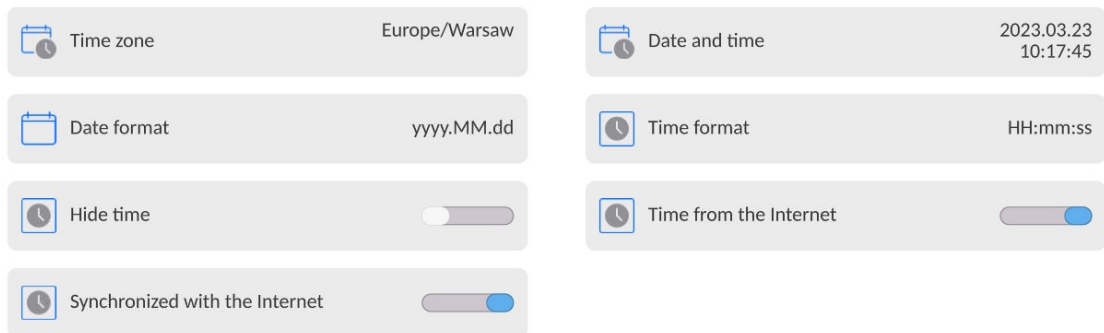 Time zone
Europe/Warsaw
Date and time
2023.03.23
10:17:45
Date format
yyyy.MM.dd
Time format
HH:mm:ss
Hide time
Time from the Internet
Synchronized with the Internet